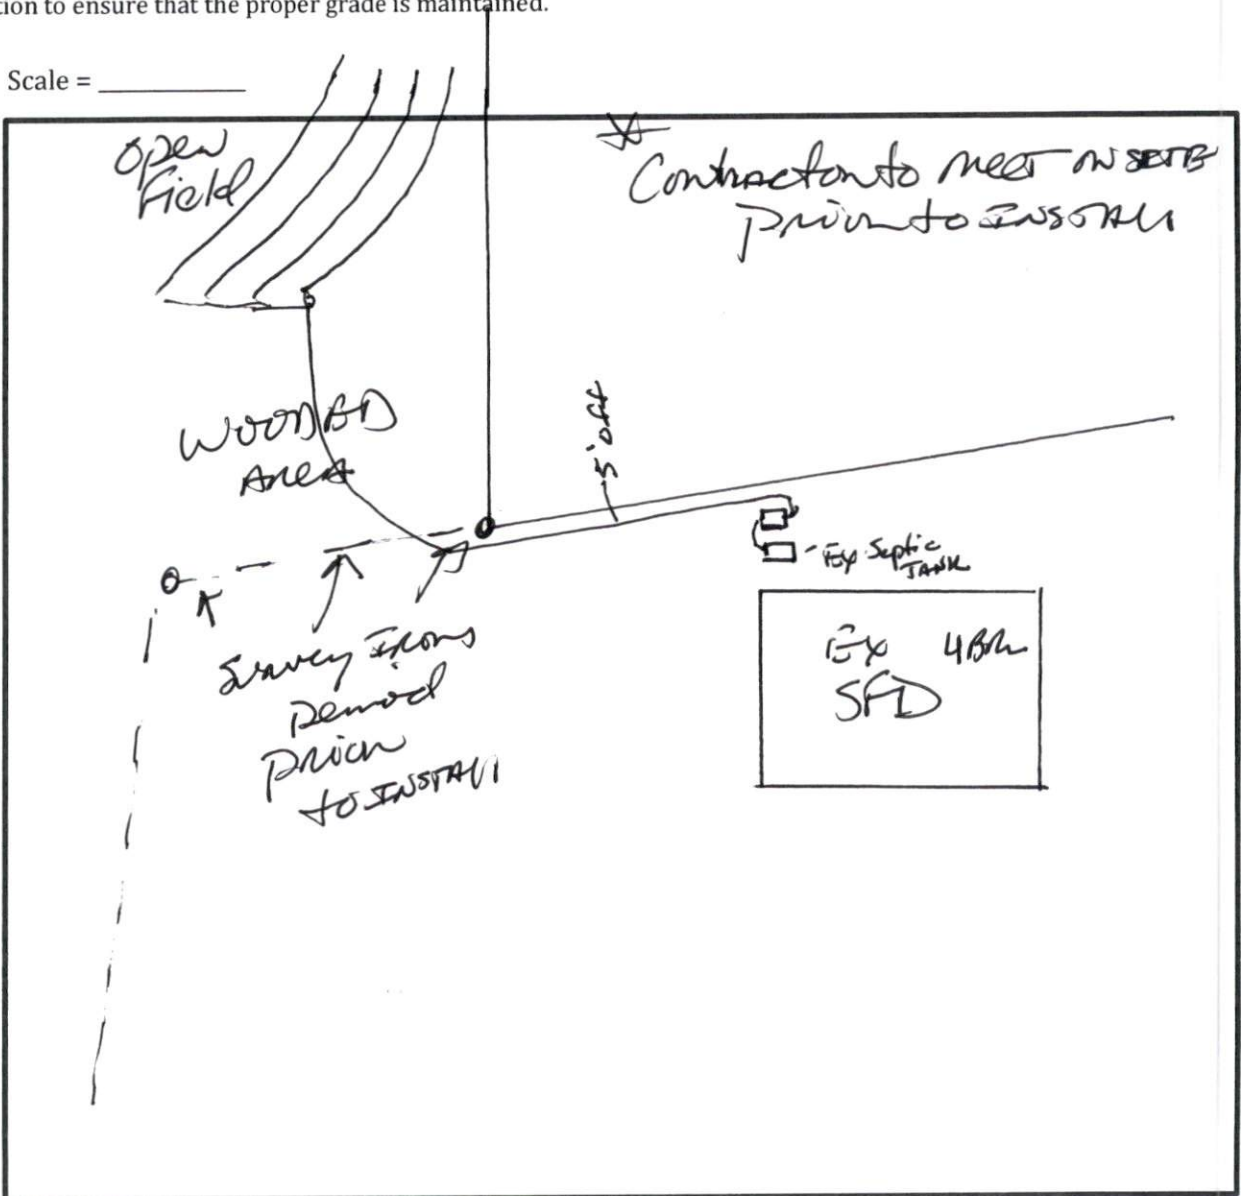 tion to ensure that the proper grade is maintained.
Scale = __________
Open
Field
Contractor to meet on site
prior to INSTALL
WOODED
Area
5' off
Ex Septic
TANK
Ex 4BR
SFD
Survey Irons
prior
to INSTALL